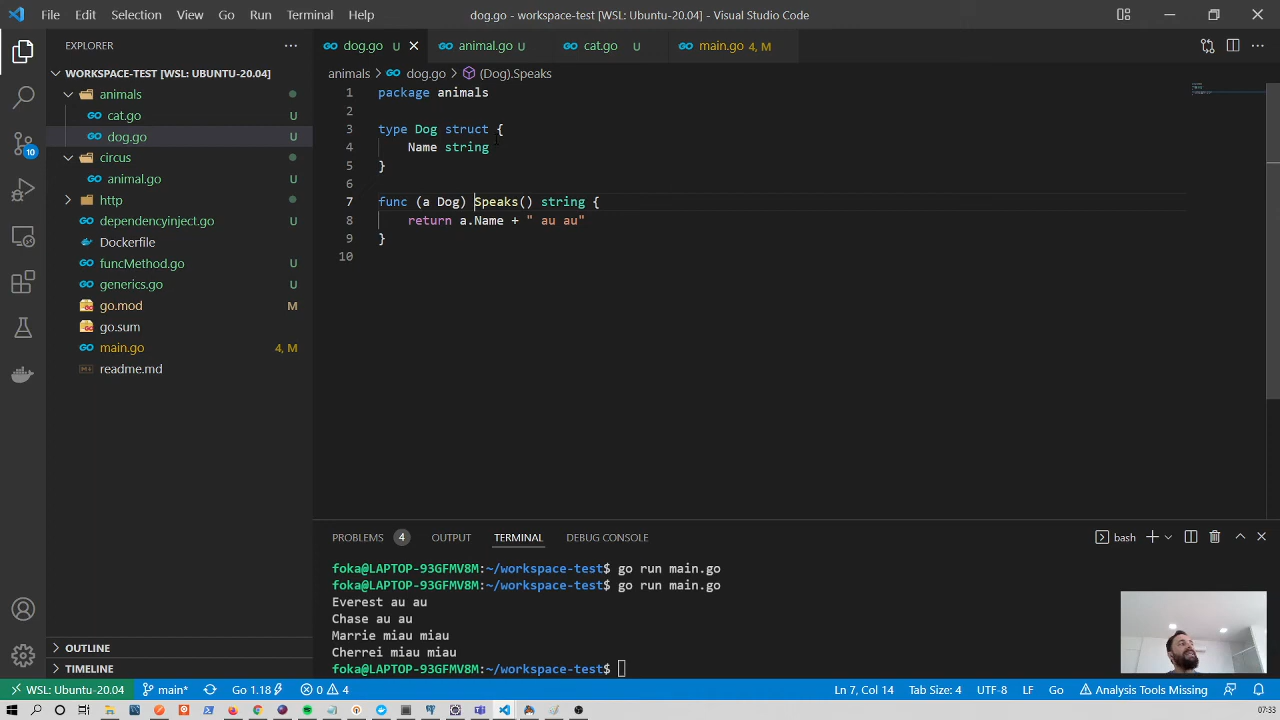 File Edit Selection View Go Run Terminal Help
dog.go - workspace-test [WSL: Ubuntu-20.04] - Visual Studio Code
EXPLORER
WORKSPACE-TEST [WSL: UBUNTU-20.04]
animals
cat.go U
dog.go U
circus
animal.go U
http
dependencyinject.go U
Dockerfile
funcMethod.go U
generics.go U
go.mod M
go.sum
main.go 4, M
readme.md
OUTLINE
TIMELINE
10
dog.go U animal.go U cat.go U main.go 4, M
animals dog.go (Dog).Speaks
1 package animals
2
3 type Dog struct {
4 Name string
5 }
6
7 func (a Dog) Speaks() string {
8 return a.Name + " au au"
9 }
10
PROBLEMS 4 OUTPUT TERMINAL DEBUG CONSOLE
bash
foka@LAPTOP-93GFMV8M:~/workspace-test$ go run main.go
foka@LAPTOP-93GFMV8M:~/workspace-test$ go run main.go
Everest au au
Chase au au
Marrie miau miau
Cherrei miau miau
foka@LAPTOP-93GFMV8M:~/workspace-test$
WSL: Ubuntu-20.04 main* Go 1.18 0 4 Ln 7, Col 14 Tab Size: 4 UTF-8 LF Go Analysis Tools Missing
07:33